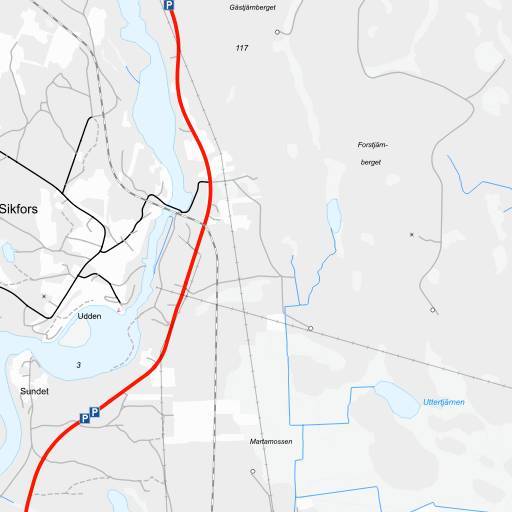 P
Gästjärnberget
117
Forstjärn-
berget
Sikfors
Udden
3
Sundet
Uttertjärnen
P
P
Martamossen